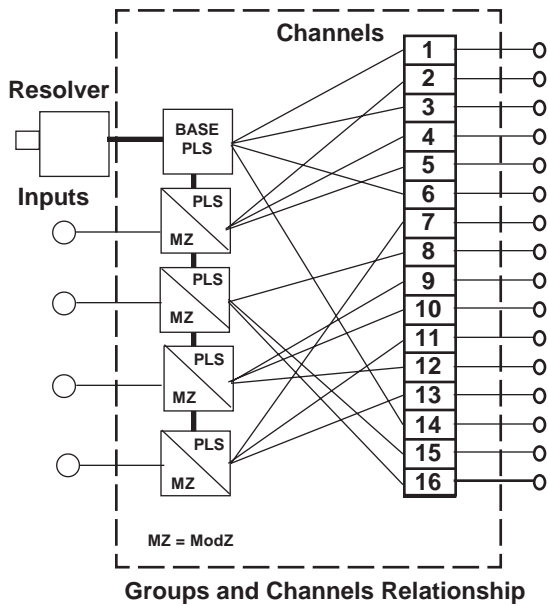 Channels
Resolver
Inputs
BASE
PLS
PLS
MZ
PLS
MZ
PLS
MZ
PLS
MZ
1
2
3
4
5
6
7
8
9
10
11
12
13
14
15
16
MZ = ModZ
Groups and Channels Relationship